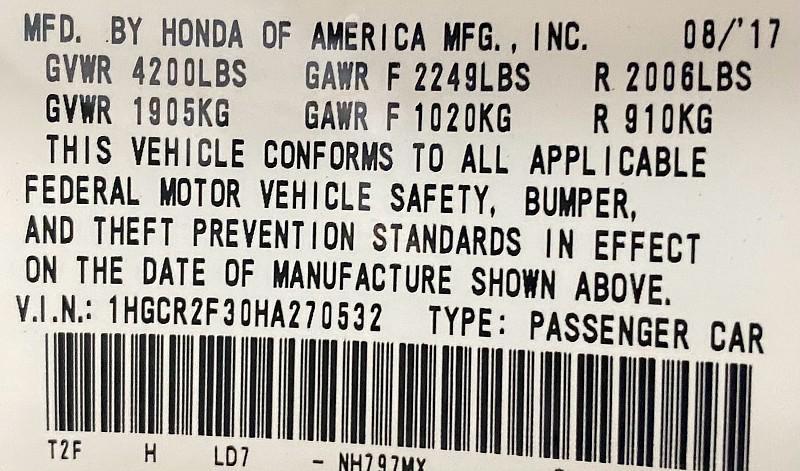 MFD. BY HONDA OF AMERICA MFG., INC. 08/'17
GVWR 4200LBS GAWR F 2249LBS R 2006LBS
GVWR 1905KG GAWR F 1020KG R 910KG
THIS VEHICLE CONFORMS TO ALL APPLICABLE
FEDERAL MOTOR VEHICLE SAFETY, BUMPER,
AND THEFT PREVENTION STANDARDS IN EFFECT
ON THE DATE OF MANUFACTURE SHOWN ABOVE.
V.I.N.: 1HGCR2F30HA270532 TYPE: PASSENGER CAR
T2F H LD7 - NH797MX